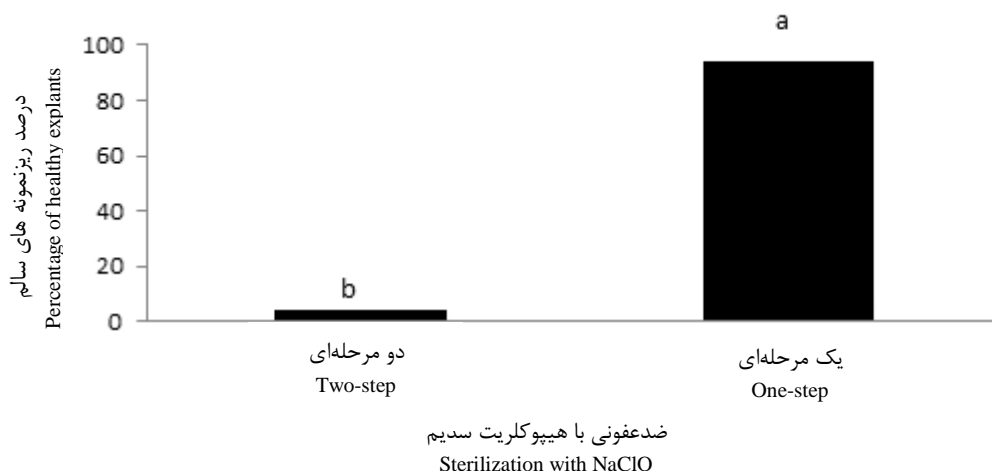 a
100
80
60
40
20
0
b
درصد ریزنمونه های سالم
Percentage of healthy explants
دو مرحله‌ای
Two-step
یک مرحله‌ای
One-step
ضدعفونی با هیپوکلریت سدیم
Sterilization with NaClO